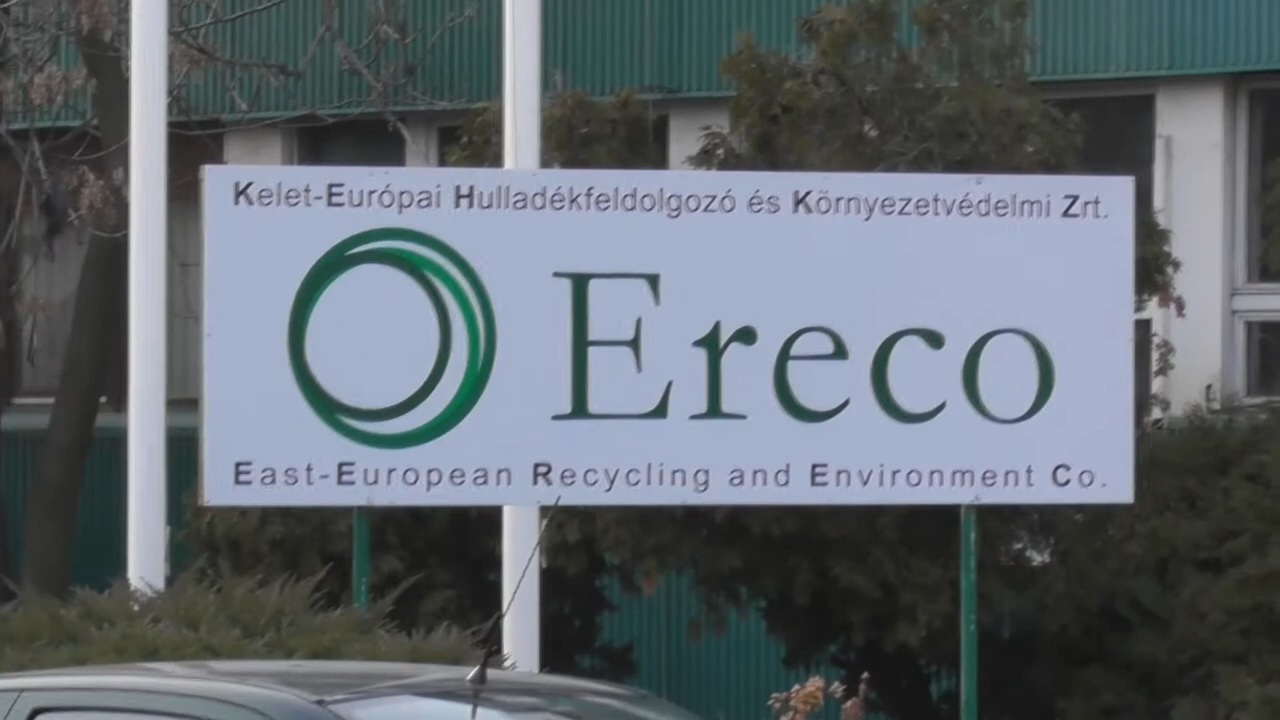 Kelet-Európai Hulladékfeldolgozó és Környezetvédelmi Zrt.
Ereco
East-European Recycling and Environment Co.